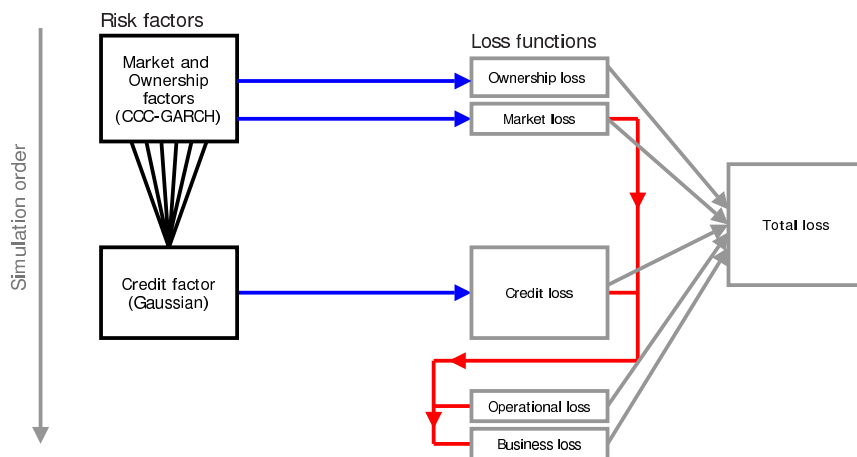 Risk factors
Market and
Ownership
factors
(CCC-GARCH)
Loss functions
Ownership loss
Market loss
Simulation order
Total loss
Credit factor
(Gaussian)
Credit loss
Operational loss
Business loss